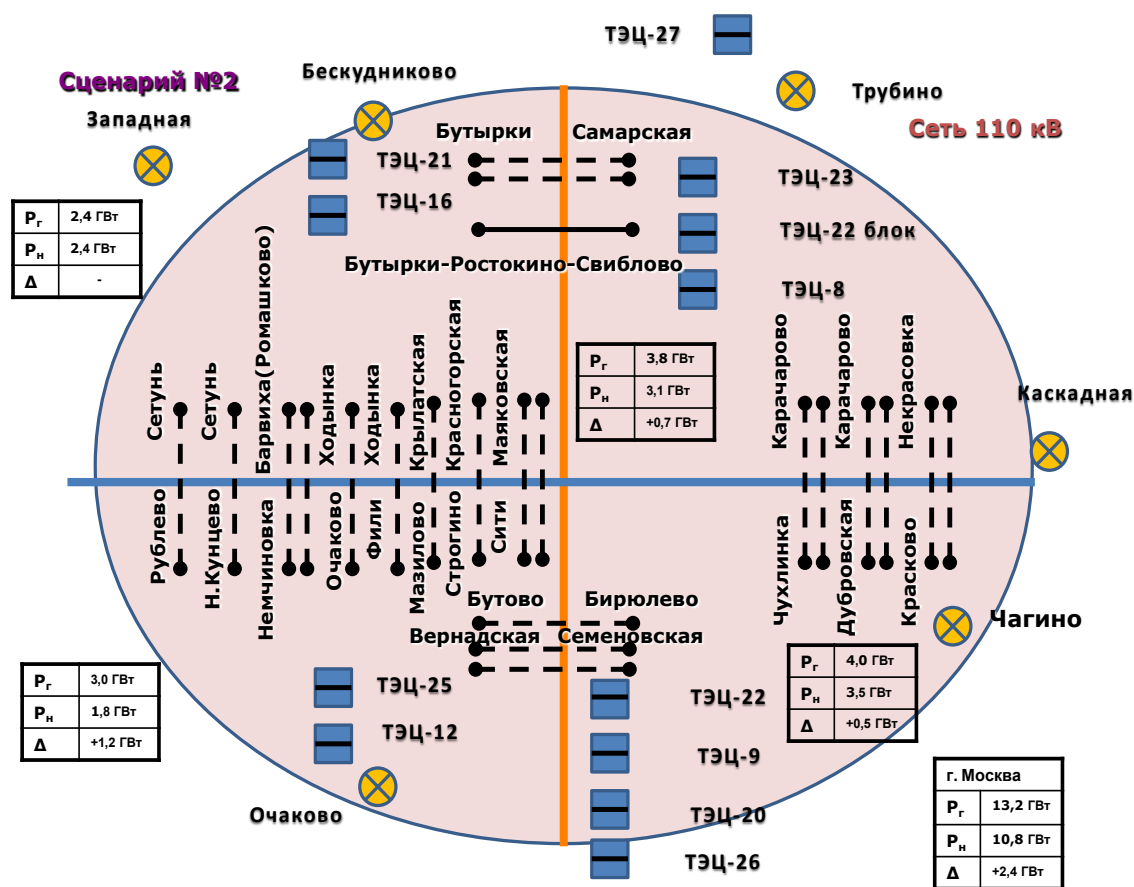 ТЭЦ-27
Бескудниково
Сценарий №2
Западная
Трубино
Сеть 110 кВ
Бутырки
Самарская
ТЭЦ-21
ТЭЦ-16
ТЭЦ-23
ТЭЦ-22 блок
ТЭЦ-8
Pг 2,4 ГВт
Pн 2,4 ГВт
Δ -
Бутырки-Ростокино-Свиблово
Pг 3,8 ГВт
Pн 3,1 ГВт
Δ +0,7 ГВт
Сетунь
Сетунь
Барвиха(Ромашково)
Ходынка
Ходынка
Крылатская
Красногорская
Маяковская
Карачарово
Карачарово
Некрасовка
Каскадная
Рублево
Н.Кунцево
Немчиновка
Очаково
Фили
Мазилово
Строгино
Сити
Чухлинка
Дубровская
Красково
Бутово
Бирюлево
Вернадская
Семеновская
Чагино
Pг 3,0 ГВт
Pн 1,8 ГВт
Δ +1,2 ГВт
ТЭЦ-25
ТЭЦ-12
Очаково
ТЭЦ-22
ТЭЦ-9
ТЭЦ-20
ТЭЦ-26
Pг 4,0 ГВт
Pн 3,5 ГВт
Δ +0,5 ГВт
г. Москва
Pг 13,2 ГВт
Pн 10,8 ГВт
Δ +2,4 ГВт